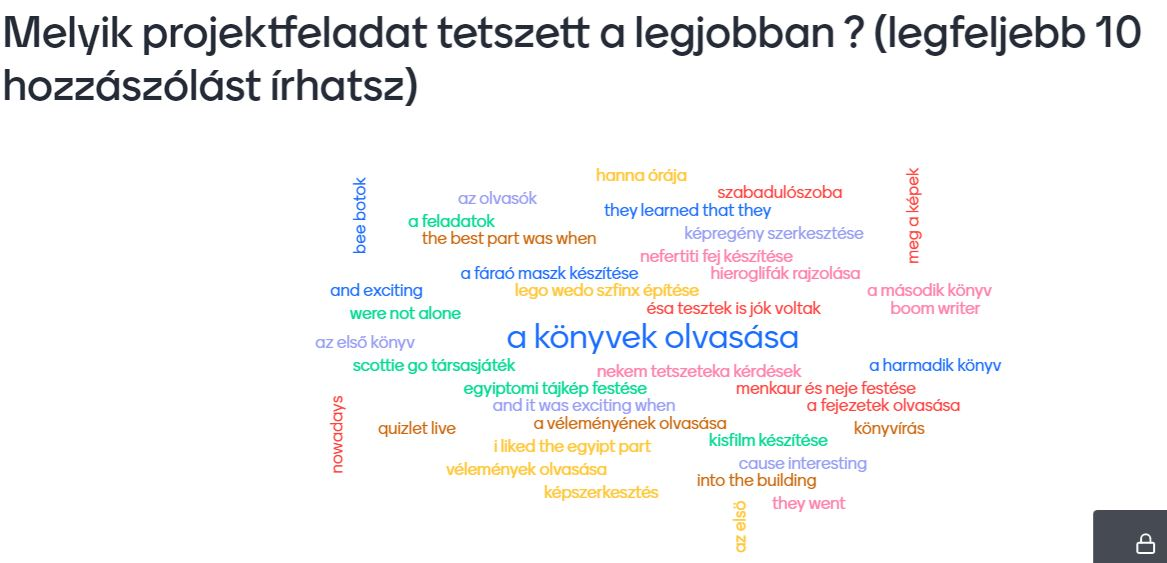 Melyik projektfeladat tetszett a legjobban ? (legfeljebb 10
hozzászólást írhatsz)
hanna órája
bee botok
meg a képek
szabadulószoba
az olvasók
they learned that they
a feladatok
képregény szerkesztése
the best part was when
nefertiti fej készítése
a fáraó maszk készítése
hieroglifák rajzolása
and exciting
lego wedo szfinx építése
a második könyv
ésa tesztek is jók voltak
boom writer
were not alone
a könyvek olvasása
az első könyv
scottie go társasjáték
a harmadik könyv
nekem tetszeteka kérdések
egyiptomi tájkép festése
menkaur és neje festése
nowadays
and it was exciting when
a fejezetek olvasása
quizlet live
a véleményének olvasása
könyvírás
kisfilm készítése
i liked the egyipt part
cause interesting
vélemények olvasása
into the building
képszerkesztés
they went
az első